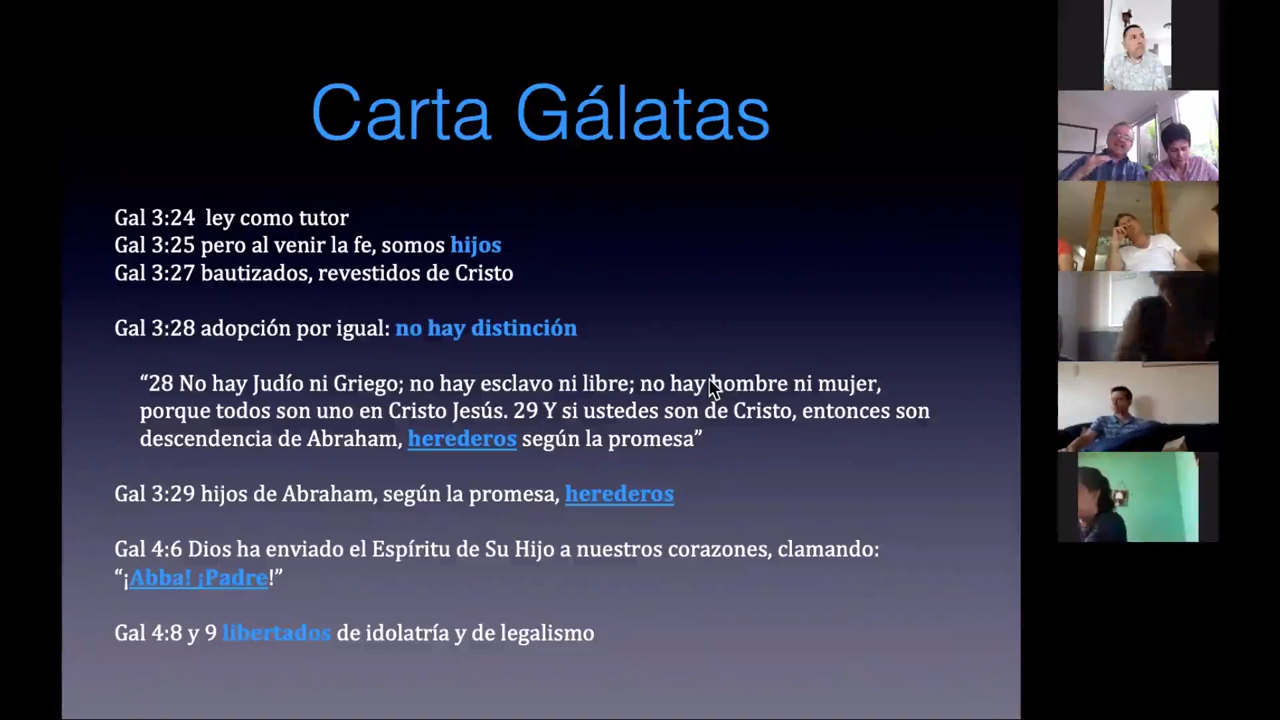 Carta Gálatas
Gal 3:24 ley como tutor
Gal 3:25 pero al venir la fe, somos hijos
Gal 3:27 bautizados, revestidos de Cristo
Gal 3:28 adopción por igual: no hay distinción
“28 No hay Judío ni Griego; no hay esclavo ni libre; no hay hombre ni mujer,
porque todos son uno en Cristo Jesús. 29 Y si ustedes son de Cristo, entonces son
descendencia de Abraham, herederos según la promesa”
Gal 3:29 hijos de Abraham, según la promesa, herederos
Gal 4:6 Dios ha enviado el Espíritu de Su Hijo a nuestros corazones, clamando:
“¡Abba! ¡Padre!”
Gal 4:8 y 9 libertados de idolatría y de legalismo